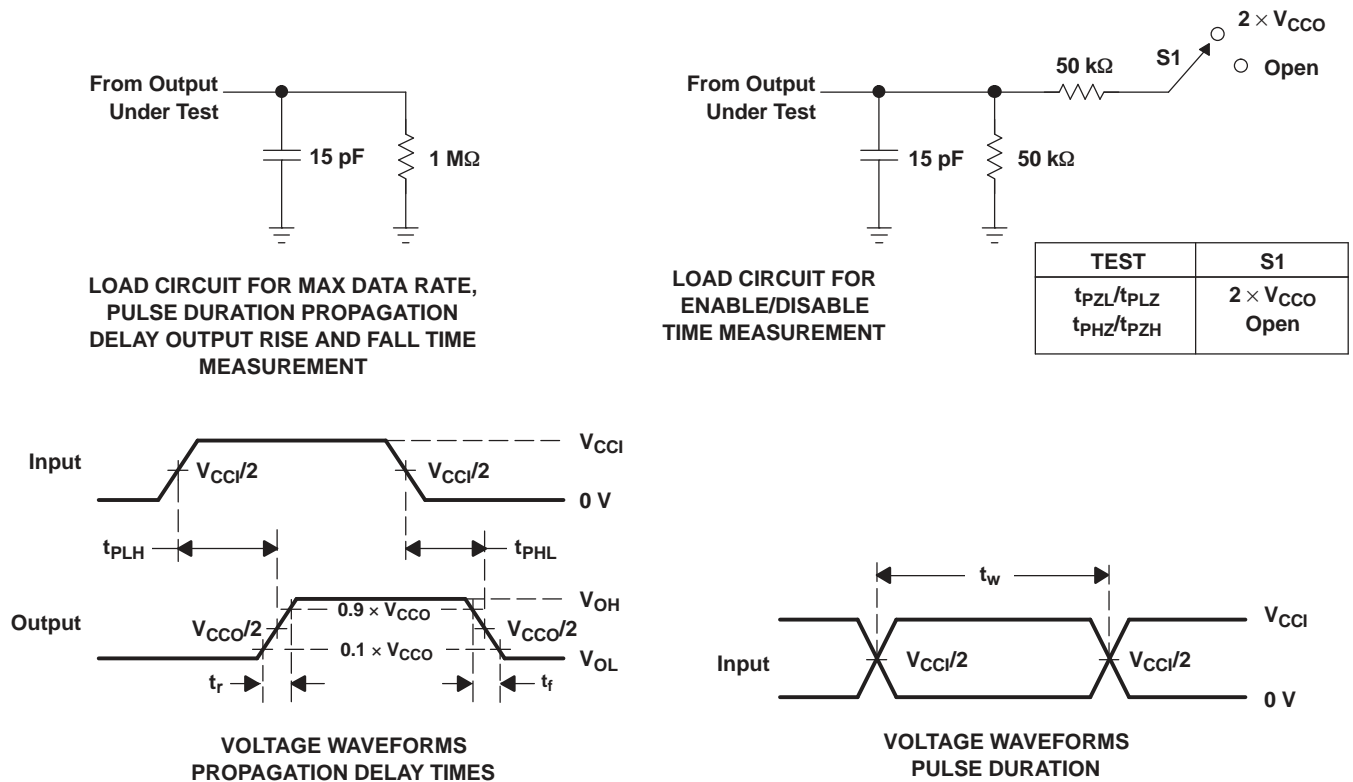 From Output
Under Test
15 pF
1 MΩ
LOAD CIRCUIT FOR MAX DATA RATE,
PULSE DURATION PROPAGATION
DELAY OUTPUT RISE AND FALL TIME
MEASUREMENT
From Output
Under Test
15 pF
50 kΩ
50 kΩ
S1
2 × VCCO
Open
LOAD CIRCUIT FOR
ENABLE/DISABLE
TIME MEASUREMENT
TEST S1
tPZL/tPLZ 2 × VCCO
tPHZ/tPZH Open
Input
VCCI/2
VCCI/2
VCCI
0 V
tPLH
tPHL
Output
VCCO/2
0.9 × VCCO
0.1 × VCCO
VCCO/2
VOH
VOL
tr
tf
VOLTAGE WAVEFORMS
PROPAGATION DELAY TIMES
tw
Input
VCCI/2
VCCI/2
VCCI
0 V
VOLTAGE WAVEFORMS
PULSE DURATION